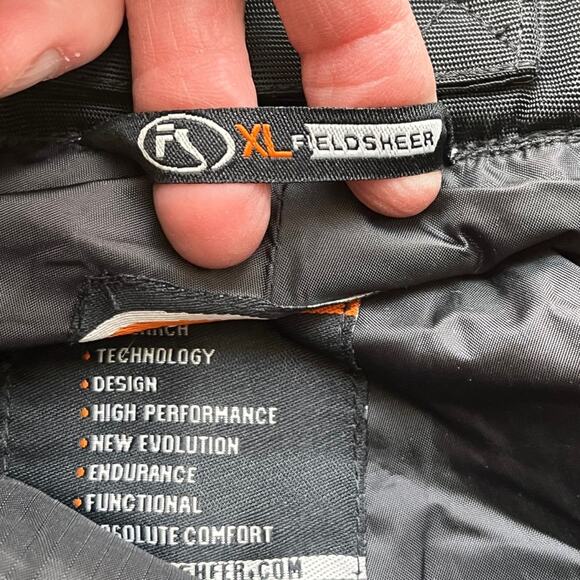 XL FIELDSHEER
• TECHNOLOGY
• DESIGN
• HIGH PERFORMANCE
• NEW EVOLUTION
• ENDURANCE
• FUNCTIONAL